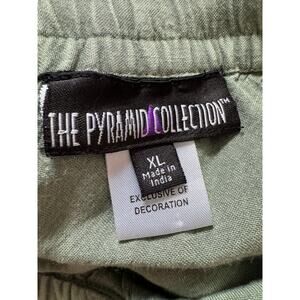 THE PYRAMID COLLECTION™
XL
Made in
India
EXCLUSIVE OF
DECORATION